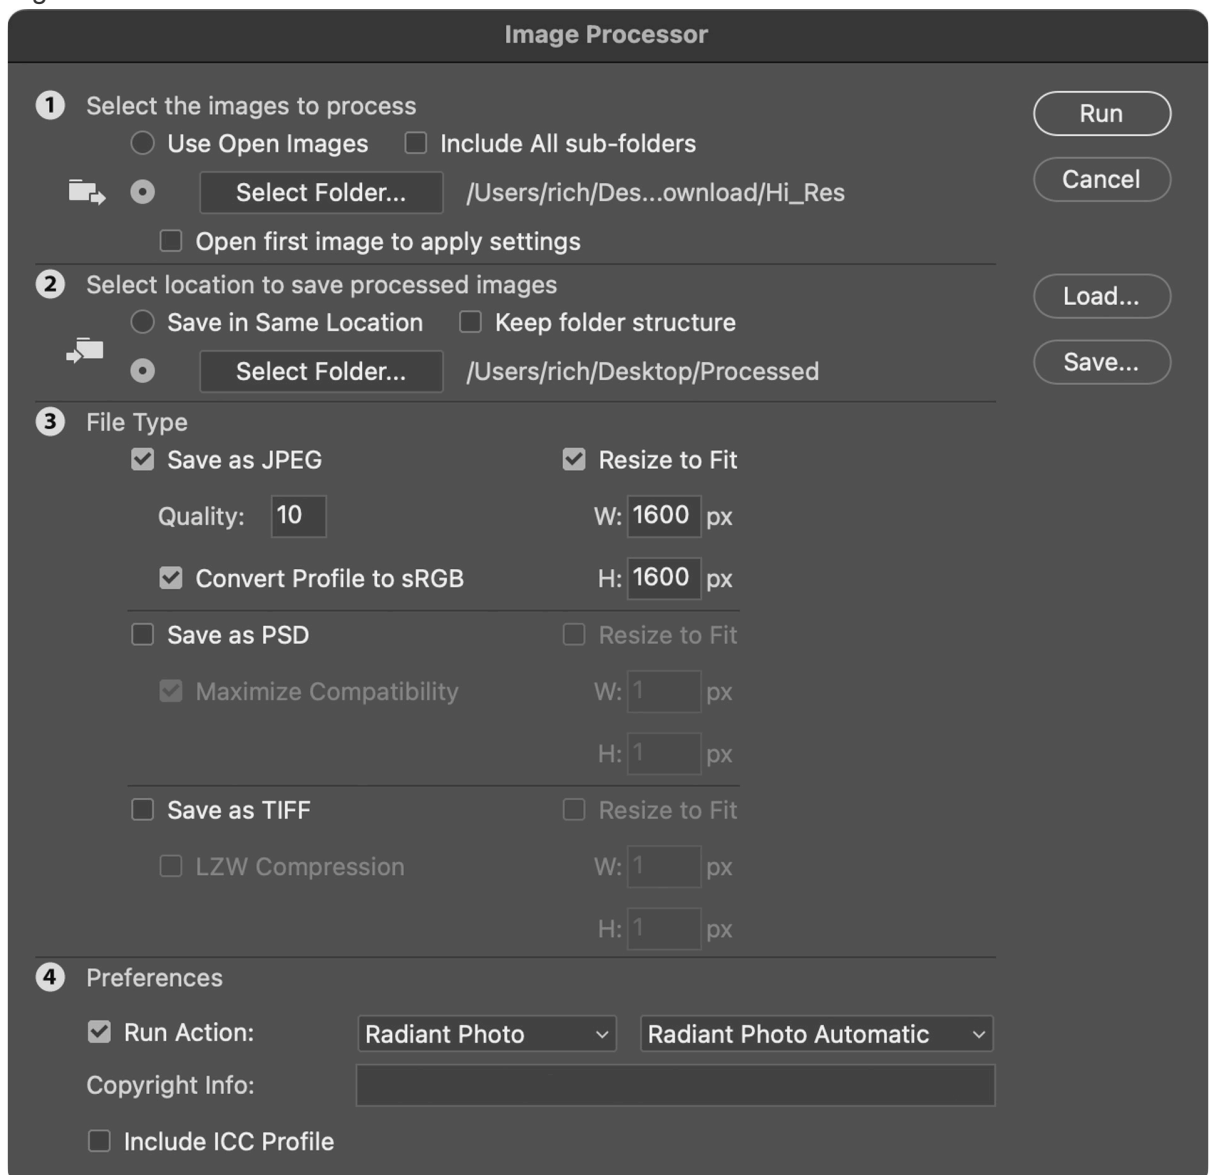 Image Processor
1 Select the images to process
Use Open Images Include All sub-folders
Select Folder... /Users/rich/Des...ownload/Hi_Res
Open first image to apply settings
Run
Cancel
2 Select location to save processed images
Save in Same Location Keep folder structure
Select Folder... /Users/rich/Desktop/Processed
Load...
Save...
3 File Type
Save as JPEG Resize to Fit
Quality: 10 W: 1600 px
Convert Profile to sRGB H: 1600 px
Save as PSD Resize to Fit
Maximize Compatibility W: 1 px
H: 1 px
Save as TIFF Resize to Fit
LZW Compression W: 1 px
H: 1 px
4 Preferences
Run Action: Radiant Photo Radiant Photo Automatic
Copyright Info:
Include ICC Profile